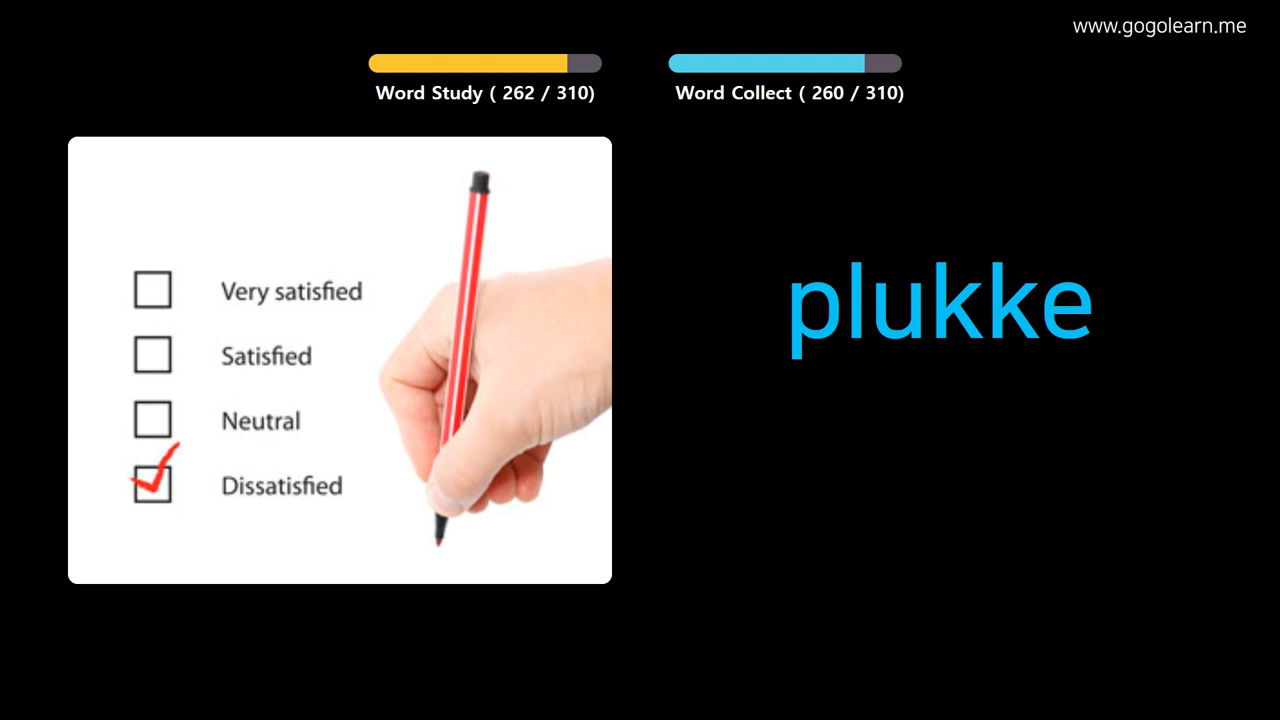 www.gogolearn.me
Word Study ( 262 / 310)
Word Collect ( 260 / 310)
Very satisfied
Satisfied
Neutral
Dissatisfied
plukke